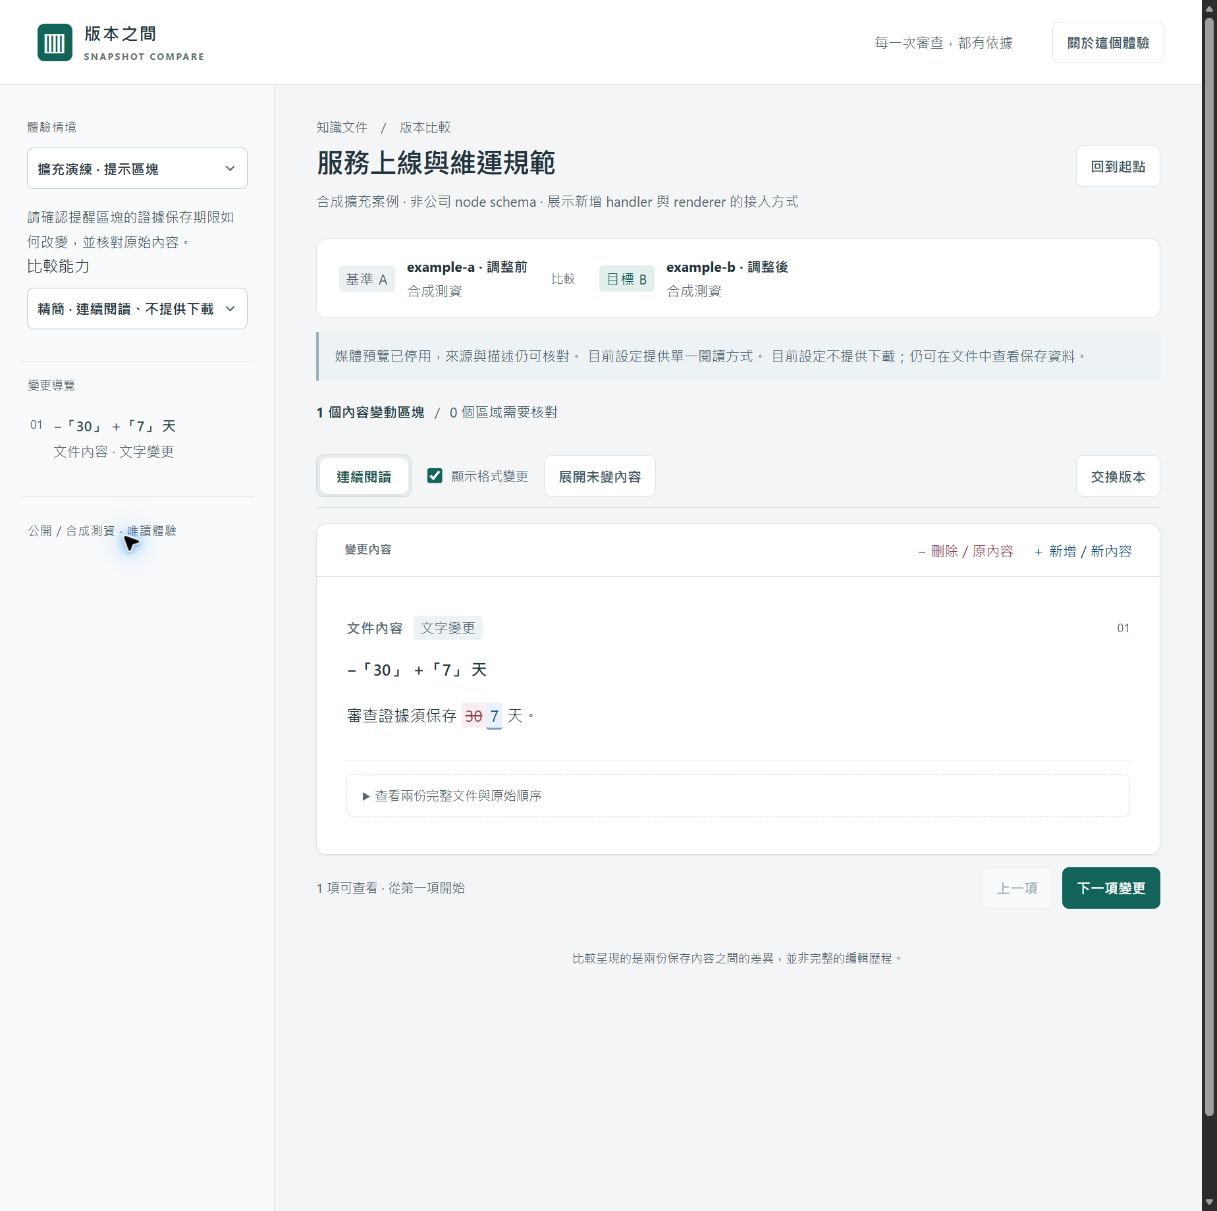 版本之間
SNAPSHOT COMPARE
每一次審查，都有依據
關於這個體驗
體驗情境
擴充演練 · 提示區塊
請確認提醒區塊的證據保存期限如
何改變，並核對原始內容。
比較能力
精簡 · 連續閱讀、不提供下載
變更導覽
01 −「30」 +「7」 天
文件內容 · 文字變更
公開 / 合成測資 · 唯讀體驗
知識文件 / 版本比較
服務上線與維運規範
回到起點
合成擴充案例 · 非公司 node schema · 展示新增 handler 與 renderer 的接入方式
基準 A
example-a · 調整前
合成測資
比較
目標 B
example-b · 調整後
合成測資
媒體預覽已停用，來源與描述仍可核對。 目前設定提供單一閱讀方式。 目前設定不提供下載；仍可在文件中查看保存資料。
1 個內容變動區塊 / 0 個區域需要核對
連續閱讀
顯示格式變更
展開未變內容
交換版本
變更內容
− 刪除 / 原內容 + 新增 / 新內容
文件內容 文字變更 01
−「30」 +「7」 天
審查證據須保存 30 7 天。
▶ 查看兩份完整文件與原始順序
1 項可查看 · 從第一項開始
上一項
下一項變更
比較呈現的是兩份保存內容之間的差異，並非完整的編輯歷程。